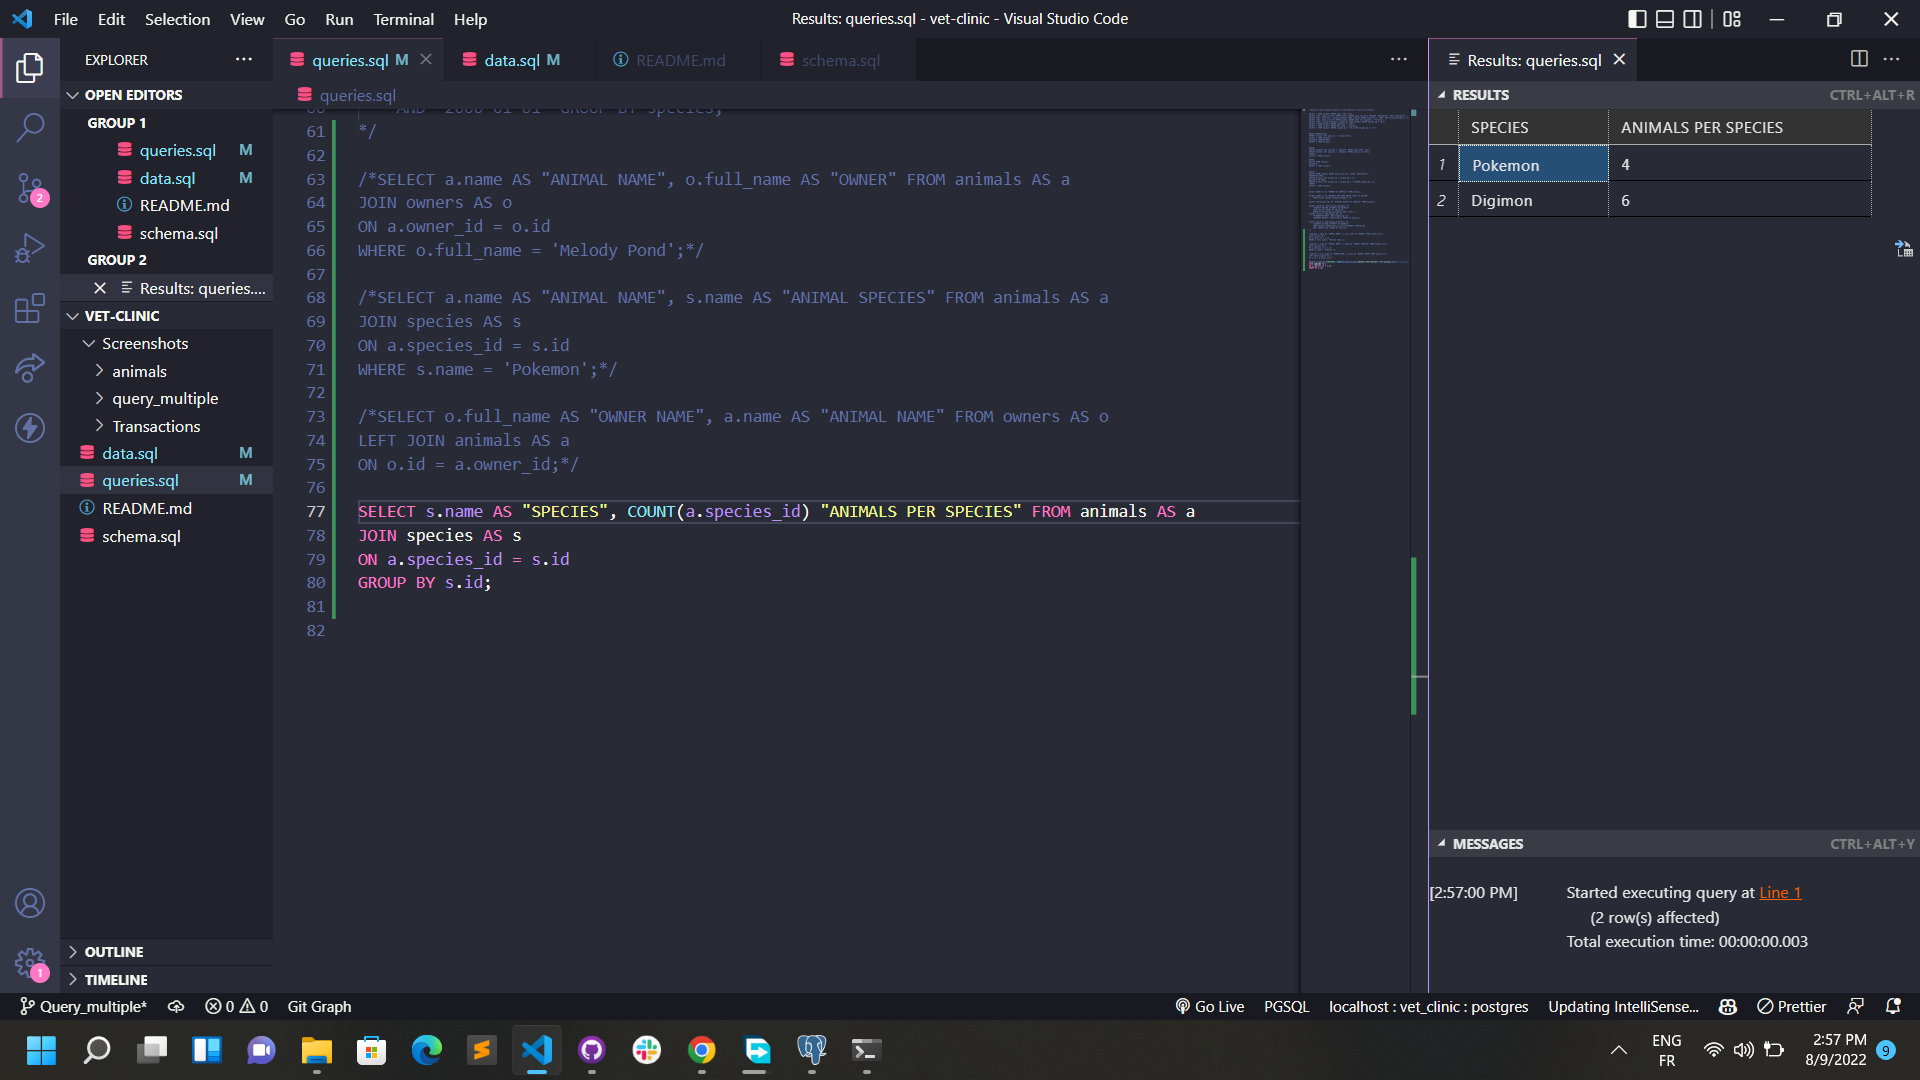 File Edit Selection View Go Run Terminal Help
Results: queries.sql - vet-clinic - Visual Studio Code
EXPLORER
OPEN EDITORS
GROUP 1
queries.sql M
data.sql M
README.md
schema.sql
GROUP 2
Results: queries....
VET-CLINIC
Screenshots
animals
query_multiple
Transactions
data.sql M
queries.sql M
README.md
schema.sql
OUTLINE
TIMELINE
2
1
queries.sql M
data.sql M
README.md
schema.sql
queries.sql
61 */
62
63 /*SELECT a.name AS "ANIMAL NAME", o.full_name AS "OWNER" FROM animals AS a
64 JOIN owners AS o
65 ON a.owner_id = o.id
66 WHERE o.full_name = 'Melody Pond';*/
67
68 /*SELECT a.name AS "ANIMAL NAME", s.name AS "ANIMAL SPECIES" FROM animals AS a
69 JOIN species AS s
70 ON a.species_id = s.id
71 WHERE s.name = 'Pokemon';*/
72
73 /*SELECT o.full_name AS "OWNER NAME", a.name AS "ANIMAL NAME" FROM owners AS o
74 LEFT JOIN animals AS a
75 ON o.id = a.owner_id;*/
76
77 SELECT s.name AS "SPECIES", COUNT(a.species_id) "ANIMALS PER SPECIES" FROM animals AS a
78 JOIN species AS s
79 ON a.species_id = s.id
80 GROUP BY s.id;
81
82
Results: queries.sql
RESULTS CTRL+ALT+R
SPECIES ANIMALS PER SPECIES
1 Pokemon 4
2 Digimon 6
MESSAGES CTRL+ALT+Y
[2:57:00 PM] Started executing query at Line 1
(2 row(s) affected)
Total execution time: 00:00:00.003
Query_multiple* 0 0 Git Graph
Go Live PGSQL localhost : vet_clinic : postgres Updating IntelliSense... Prettier
ENG
FR
2:57 PM
8/9/2022
9